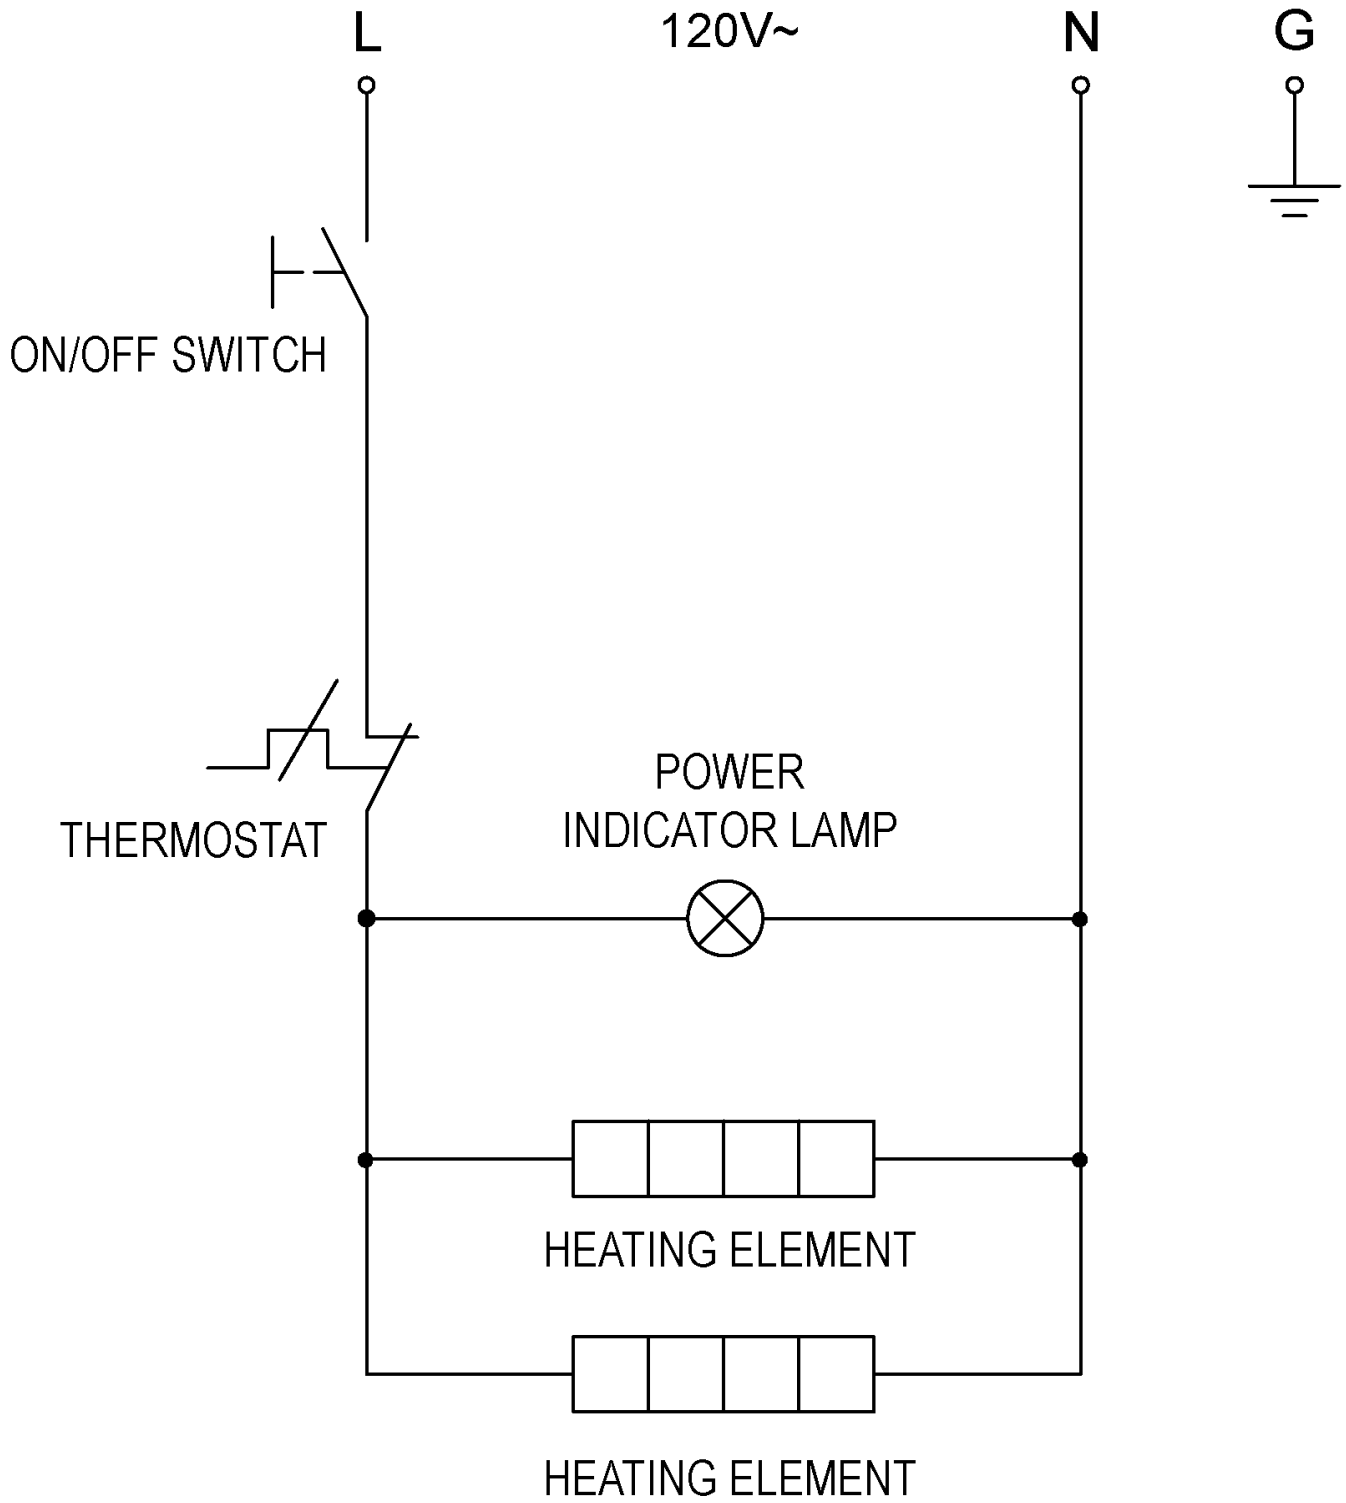 L
120V~
N
G
ON/OFF SWITCH
THERMOSTAT
POWER
INDICATOR LAMP
HEATING ELEMENT
HEATING ELEMENT